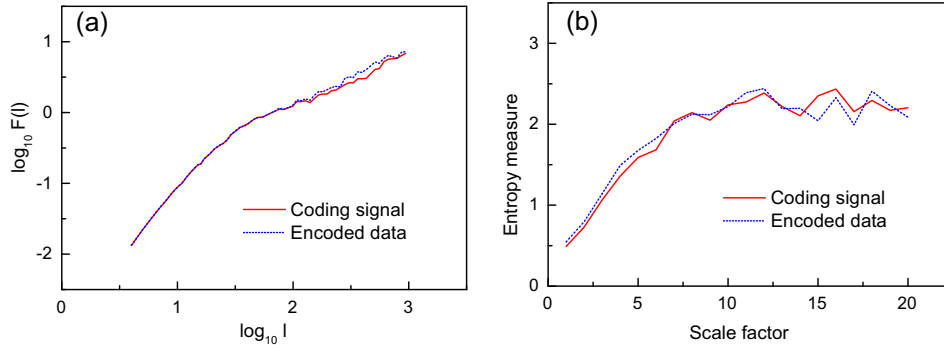 (a)
1
0
-1
-2
log10 F(l)
0
1
2
3
log10 l
Coding signal
Encoded data
(b)
3
2
1
0
Entropy measure
0
5
10
15
20
Scale factor
Coding signal
Encoded data